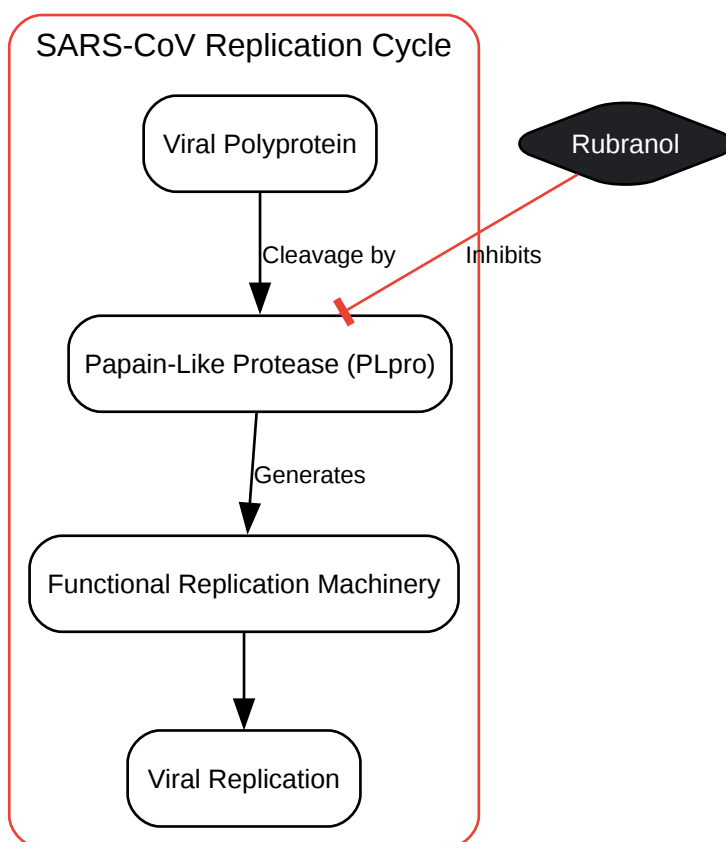 SARS-CoV Replication Cycle
Viral Polyprotein
Rubranol
Cleavage by
Inhibits
Papain-Like Protease (PLpro)
Generates
Functional Replication Machinery
Viral Replication